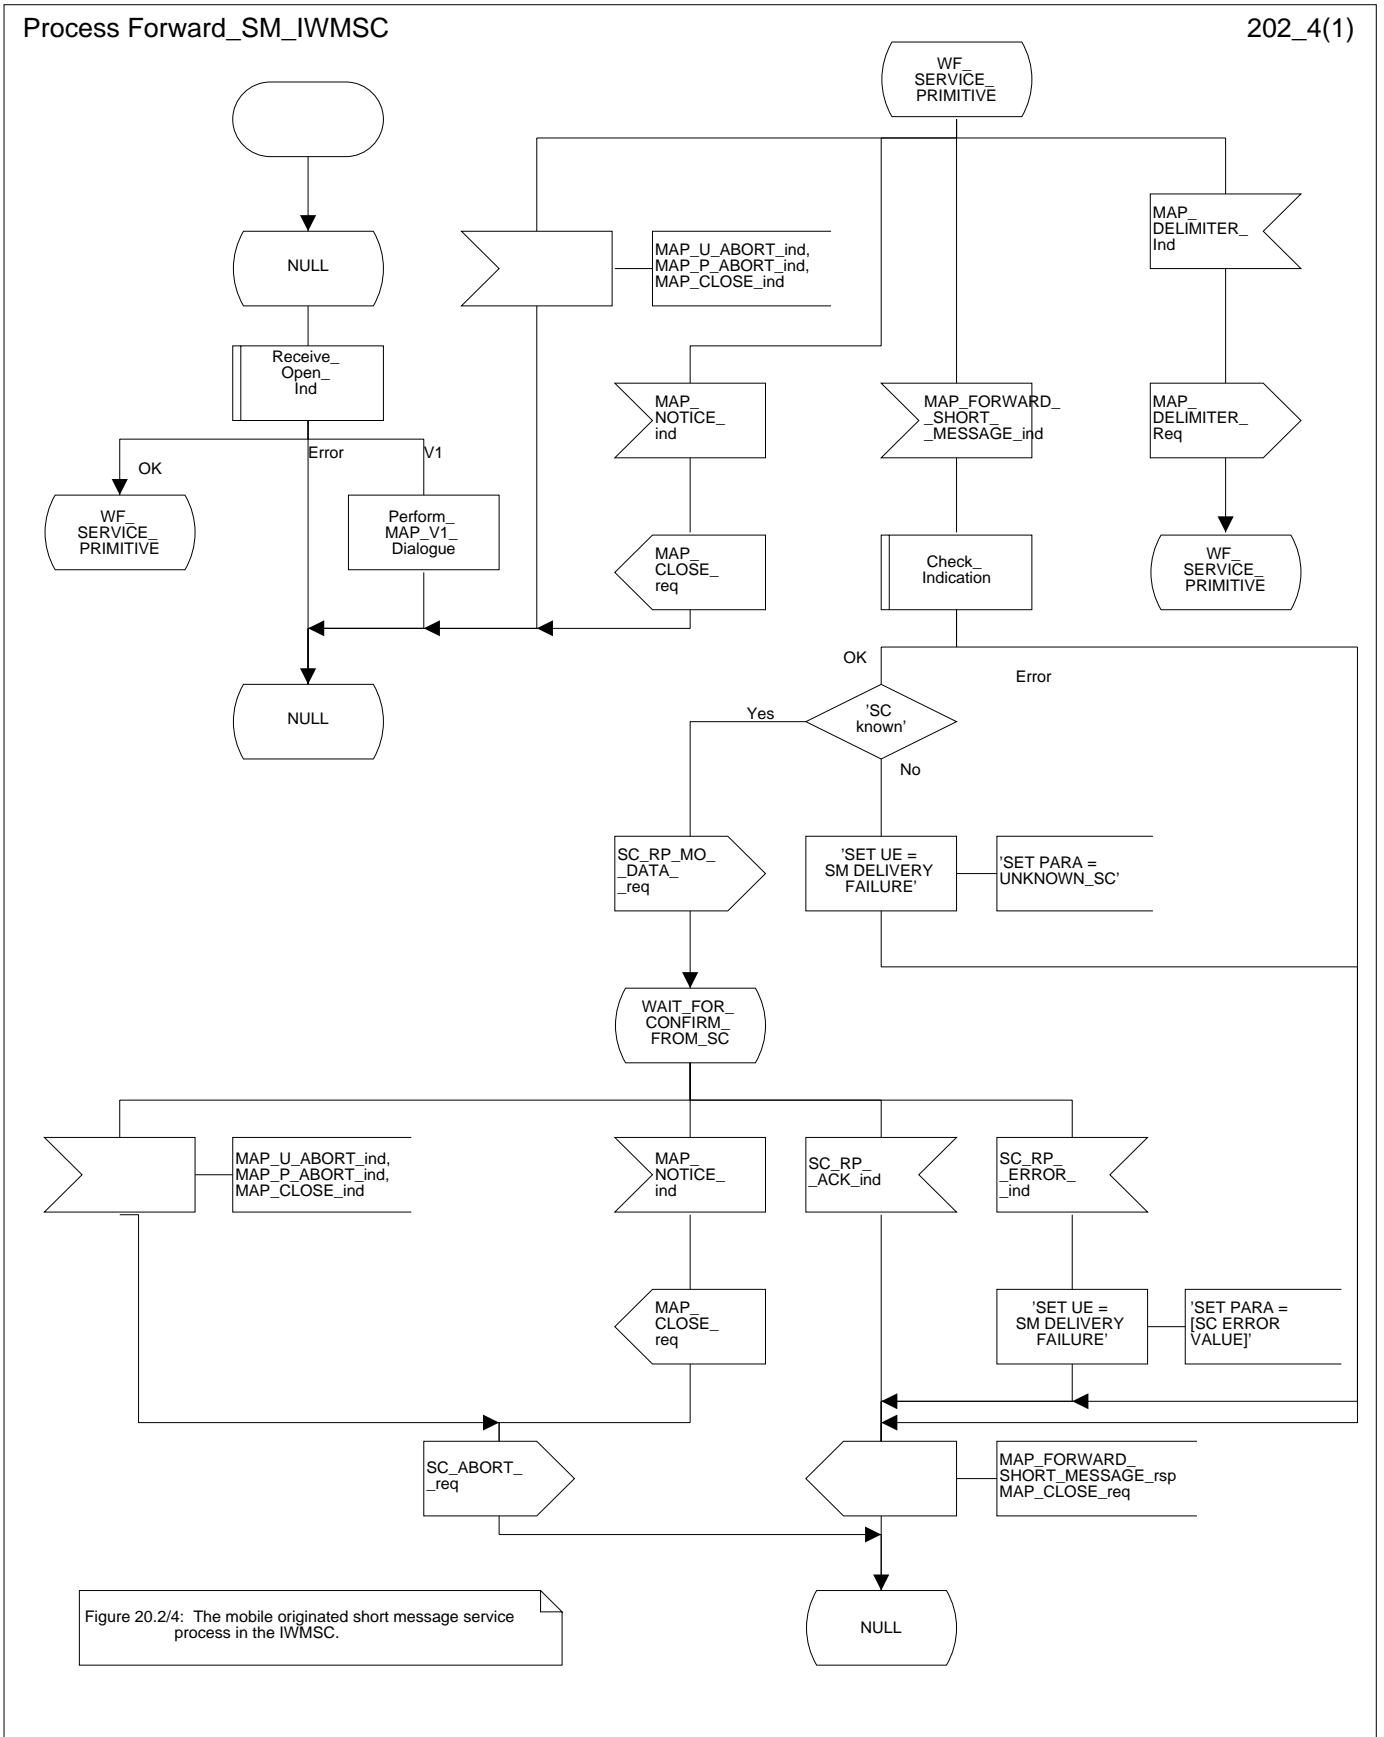 Process Forward_SM_IWMSC
202_4(1)
WF_
SERVICE_
PRIMITIVE
NULL
MAP_U_ABORT_ind,
MAP_P_ABORT_ind,
MAP_CLOSE_ind
MAP_
DELIMITER_
Ind
Receive_
Open_
Ind
MAP_
NOTICE_
ind
MAP_FORWARD_
_SHORT_
_MESSAGE_ind
MAP_
DELIMITER_
Req
Error
V1
OK
WF_
SERVICE_
PRIMITIVE
Perform_
MAP_V1_
Dialogue
MAP_
CLOSE_
req
Check_
Indication
WF_
SERVICE_
PRIMITIVE
OK
Error
NULL
Yes
'SC
known'
No
SC_RP_MO_
_DATA_
_req
'SET UE =
SM DELIVERY
FAILURE'
'SET PARA =
UNKNOWN_SC'
WAIT_FOR_
CONFIRM_
FROM_SC
MAP_U_ABORT_ind,
MAP_P_ABORT_ind,
MAP_CLOSE_ind
MAP_
NOTICE_
ind
SC_RP_
_ACK_ind
SC_RP_
_ERROR_
_ind
MAP_
CLOSE_
req
'SET UE =
SM DELIVERY
FAILURE'
'SET PARA =
[SC ERROR
VALUE]'
SC_ABORT_
_req
MAP_FORWARD_
SHORT_MESSAGE_rsp
MAP_CLOSE_req
Figure 20.2/4: The mobile originated short message service
process in the IWMSC.
NULL